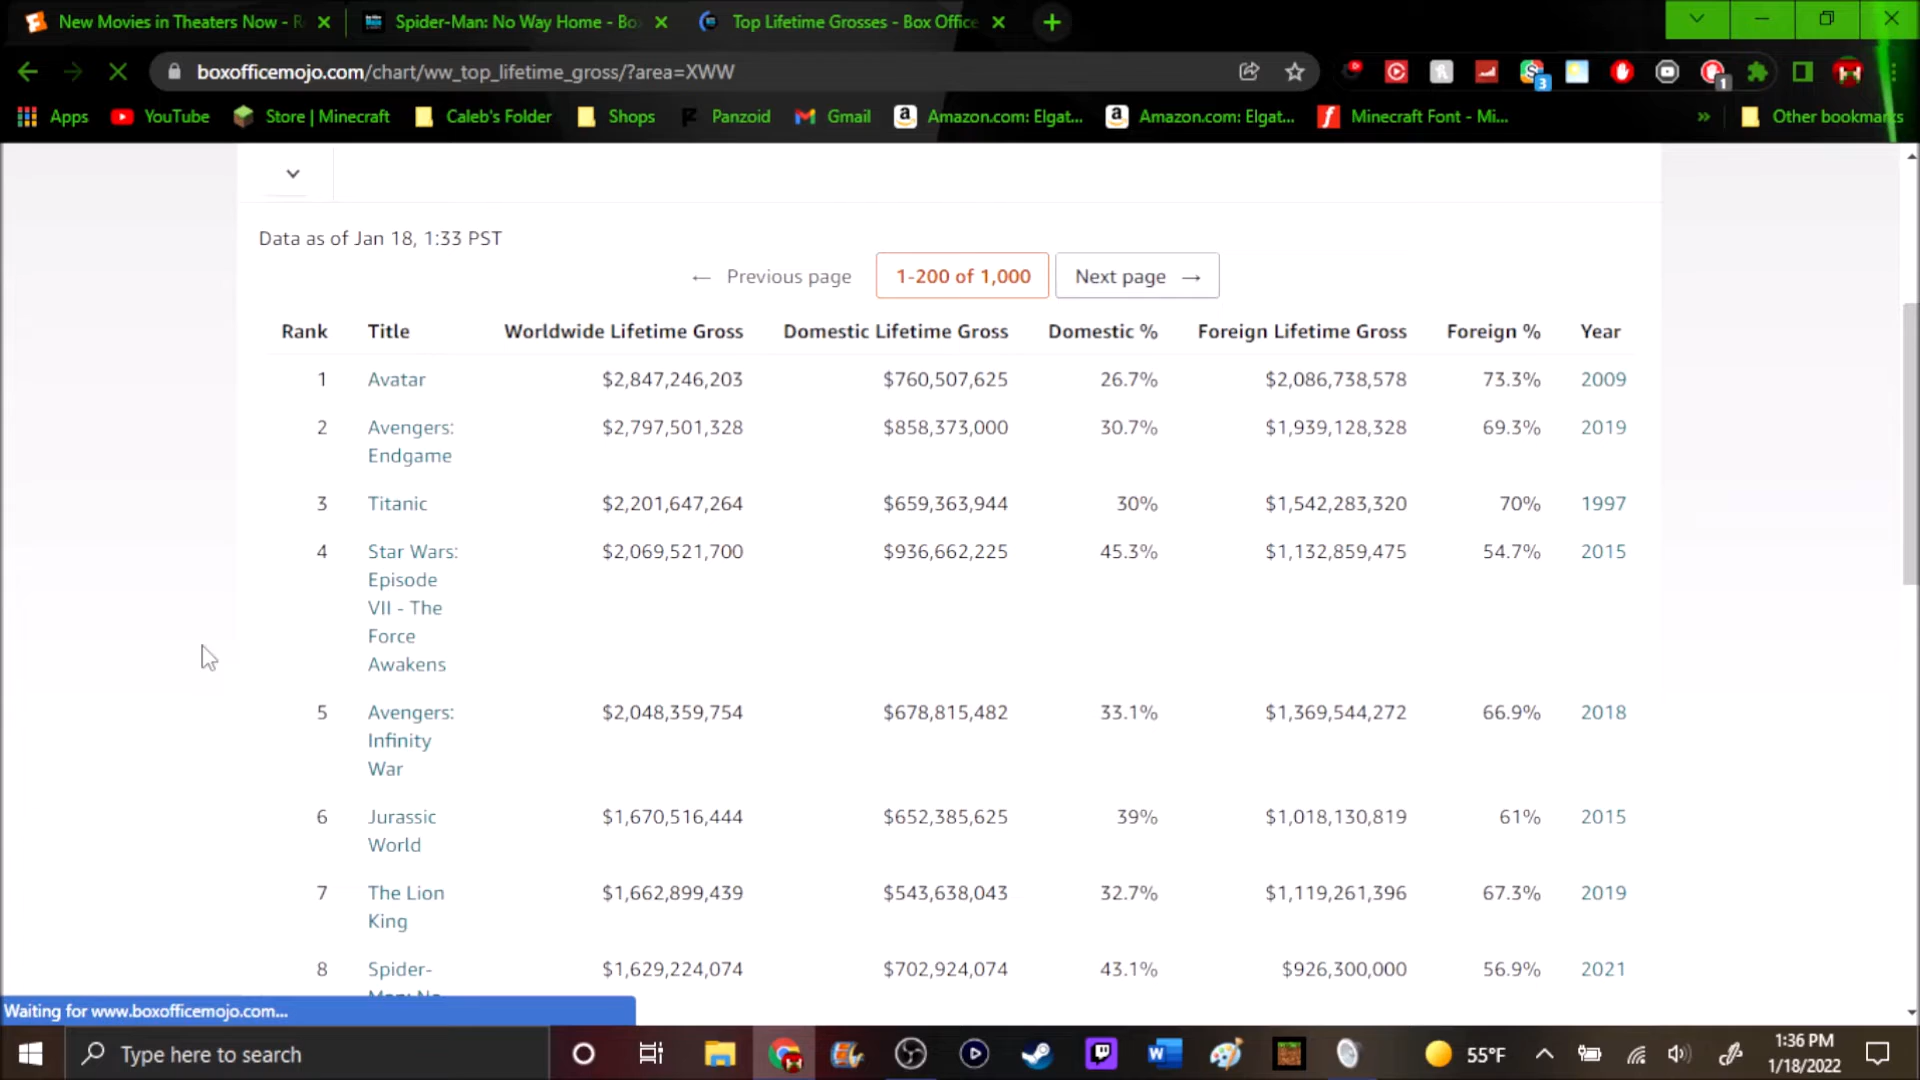 New Movies in Theaters Now - R
Spider-Man: No Way Home - Bo
Top Lifetime Grosses - Box Office
boxofficemojo.com/chart/ww_top_lifetime_gross/?area=XWW
3
1
Apps
YouTube
Store | Minecraft
Caleb's Folder
Shops
Panzoid
Gmail
Amazon.com: Elgat...
Amazon.com: Elgat...
Minecraft Font - Mi...
»
Other bookmarks
Data as of Jan 18, 1:33 PST
← Previous page
1-200 of 1,000
Next page →
Rank Title Worldwide Lifetime Gross Domestic Lifetime Gross Domestic % Foreign Lifetime Gross Foreign % Year
1 Avatar $2,847,246,203 $760,507,625 26.7% $2,086,738,578 73.3% 2009
2 Avengers: $2,797,501,328 $858,373,000 30.7% $1,939,128,328 69.3% 2019
Endgame
3 Titanic $2,201,647,264 $659,363,944 30% $1,542,283,320 70% 1997
4 Star Wars: $2,069,521,700 $936,662,225 45.3% $1,132,859,475 54.7% 2015
Episode
VII - The
Force
Awakens
5 Avengers: $2,048,359,754 $678,815,482 33.1% $1,369,544,272 66.9% 2018
Infinity
War
6 Jurassic $1,670,516,444 $652,385,625 39% $1,018,130,819 61% 2015
World
7 The Lion $1,662,899,439 $543,638,043 32.7% $1,119,261,396 67.3% 2019
King
8 Spider- $1,629,224,074 $702,924,074 43.1% $926,300,000 56.9% 2021
Man: No
Waiting for www.boxofficemojo.com...
Type here to search
55°F
1:36 PM
1/18/2022